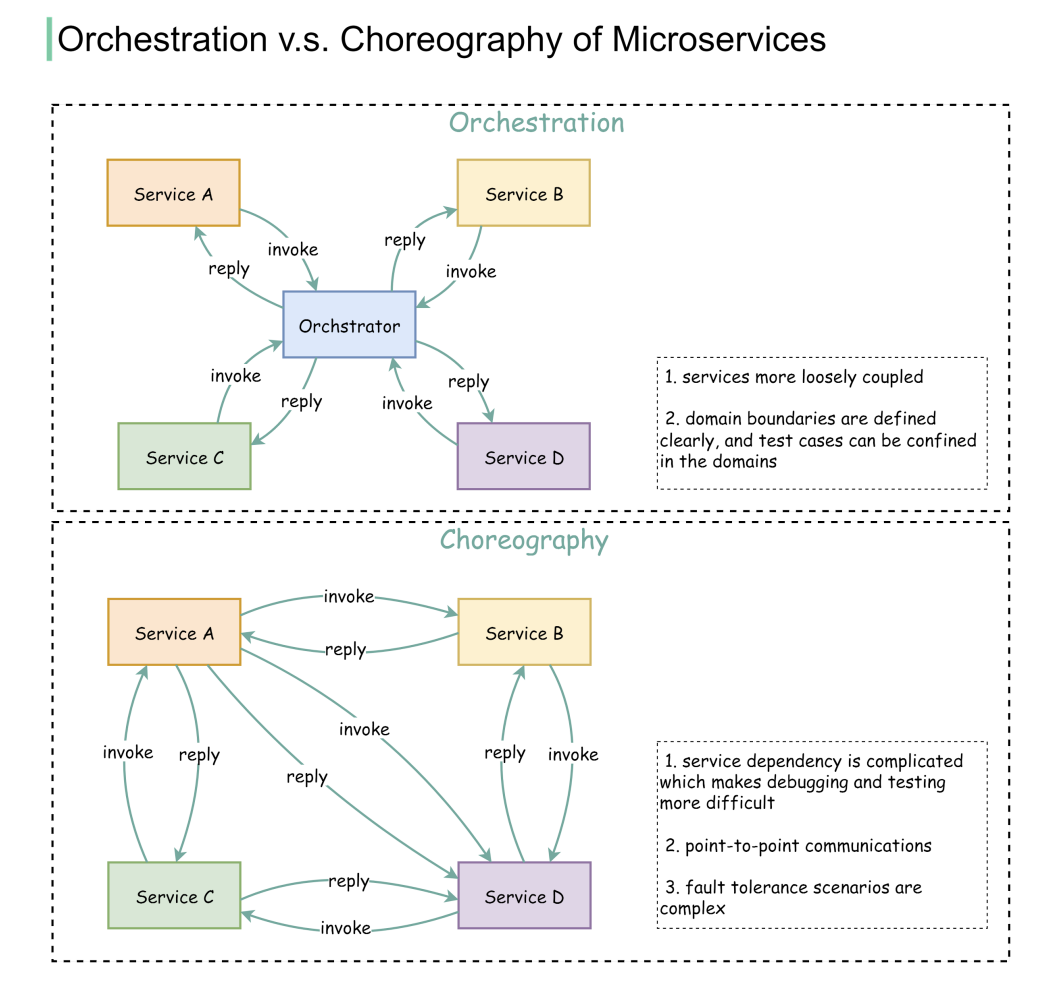 Orchestration v.s. Choreography of Microservices
Orchestration
Service A
Service B
invoke
reply
reply
invoke
Orchstrator
invoke
reply
reply
invoke
Service C
Service D
1. services more loosely coupled
2. domain boundaries are defined
clearly, and test cases can be confined
in the domains
Choreography
Service A
Service B
invoke
reply
invoke
reply
invoke
reply
reply
invoke
Service C
Service D
reply
invoke
1. service dependency is complicated
which makes debugging and testing
more difficult
2. point-to-point communications
3. fault tolerance scenarios are
complex